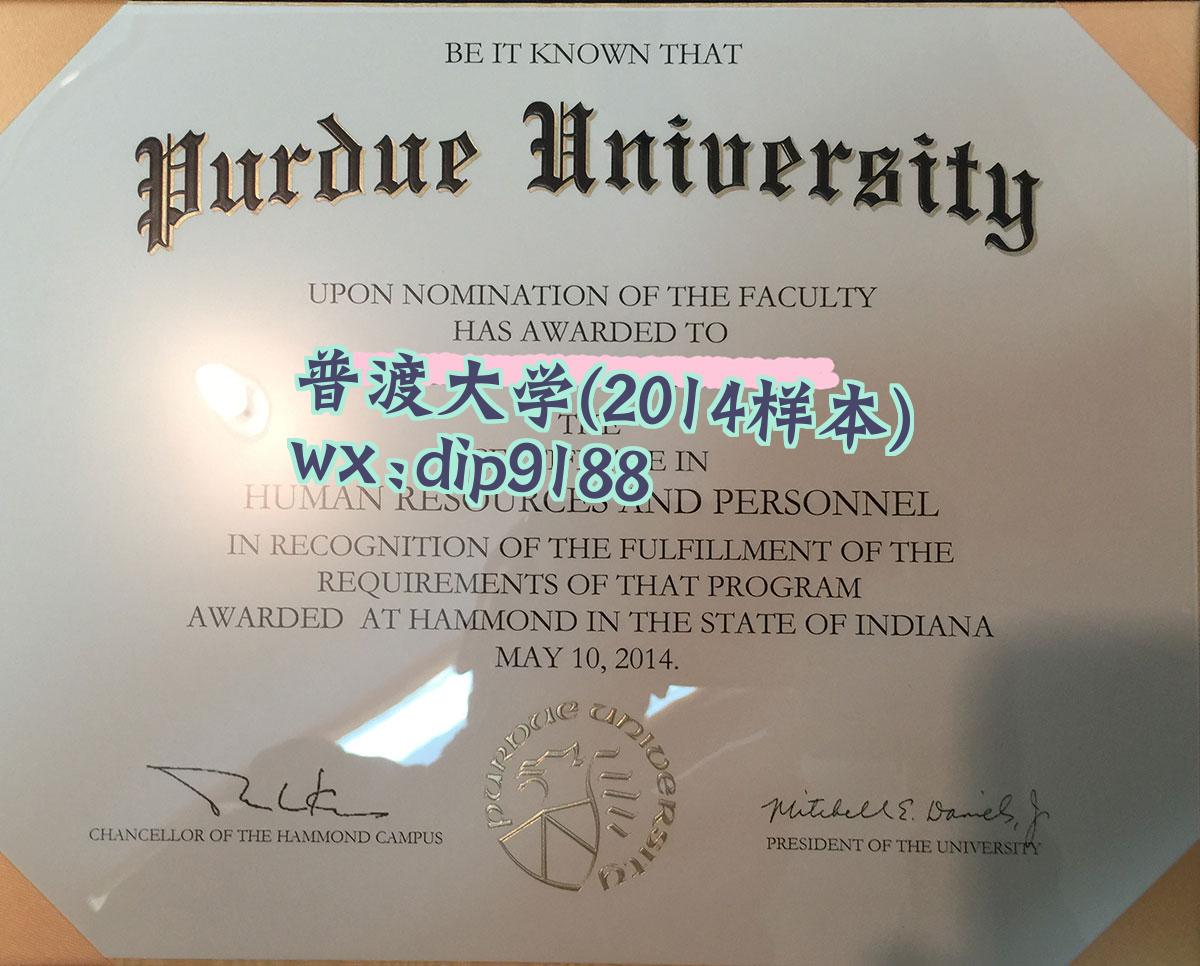 BE IT KNOWN THAT
Purdue University
UPON NOMINATION OF THE FACULTY
HAS AWARDED TO
普渡大学(2014样本)
THE
wx:dip9188
IN
HUMAN RESOURCES AND PERSONNEL
IN RECOGNITION OF THE FULFILLMENT OF THE
REQUIREMENTS OF THAT PROGRAM
AWARDED AT HAMMOND IN THE STATE OF INDIANA
MAY 10, 2014.
PURDUE UNIVERSITY
Mitchell E. Daniels, Jr
CHANCELLOR OF THE HAMMOND CAMPUS
PRESIDENT OF THE UNIVERSITY